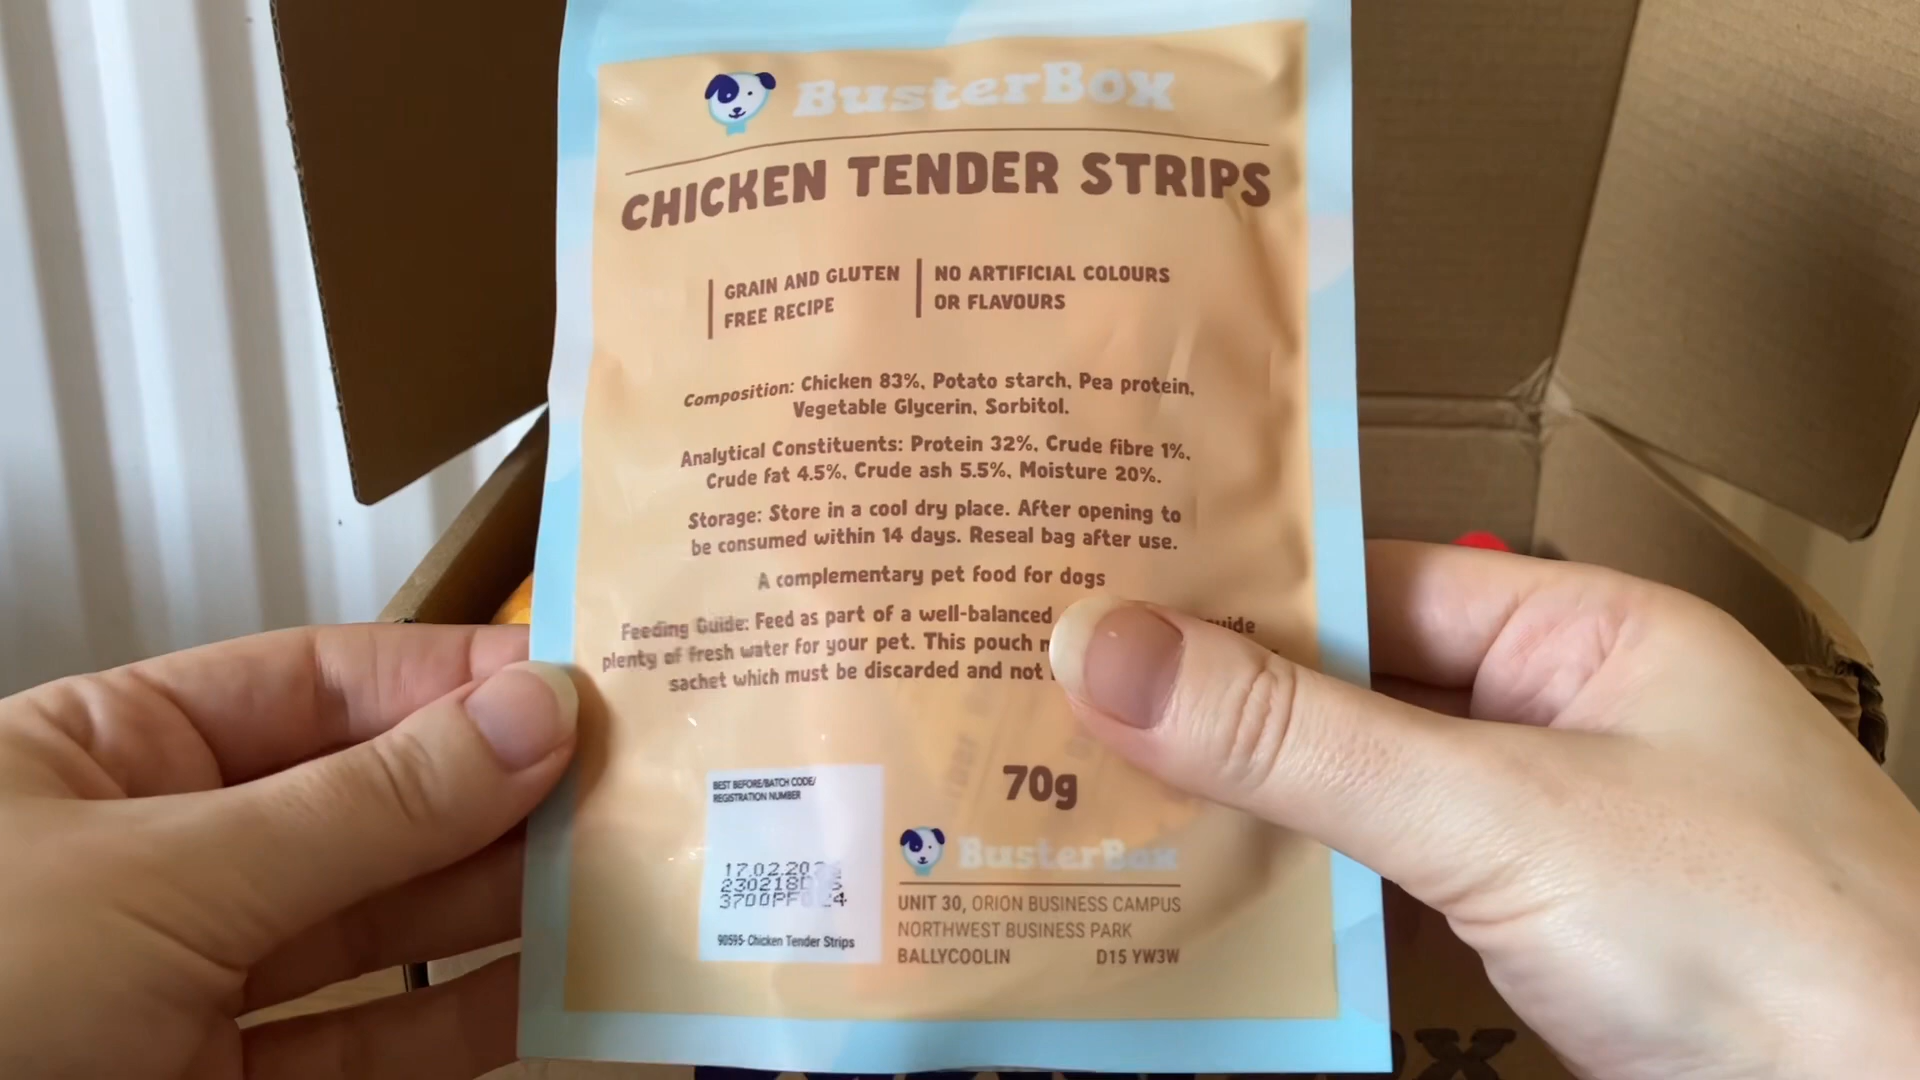 BusterBox
CHICKEN TENDER STRIPS
GRAIN AND GLUTEN
FREE RECIPE
NO ARTIFICIAL COLOURS
OR FLAVOURS
Composition: Chicken 83%, Potato starch, Pea protein,
Vegetable Glycerin, Sorbitol.
Analytical Constituents: Protein 32%, Crude fibre 1%,
Crude fat 4.5%, Crude ash 5.5%, Moisture 20%.
Storage: Store in a cool dry place. After opening to
be consumed within 14 days. Reseal bag after use.
A complementary pet food for dogs
Feeding Guide: Feed as part of a well-balanced
plenty of fresh water for your pet. This pouch
sachet which must be discarded and not
BEST BEFORE/BATCH CODE/
REGISTRATION NUMBER
90595- Chicken Tender Strips
70g
BusterBox
UNIT 30, ORION BUSINESS CAMPUS
NORTHWEST BUSINESS PARK
BALLYCOOLIN D15 YW3W